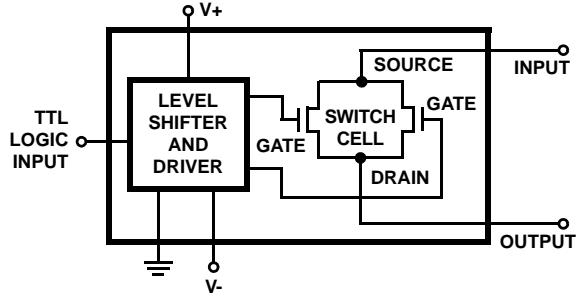 V+
SOURCE
INPUT
TTL
LOGIC
INPUT
LEVEL
SHIFTER
AND
DRIVER
GATE
SWITCH
CELL
GATE
DRAIN
OUTPUT
V-